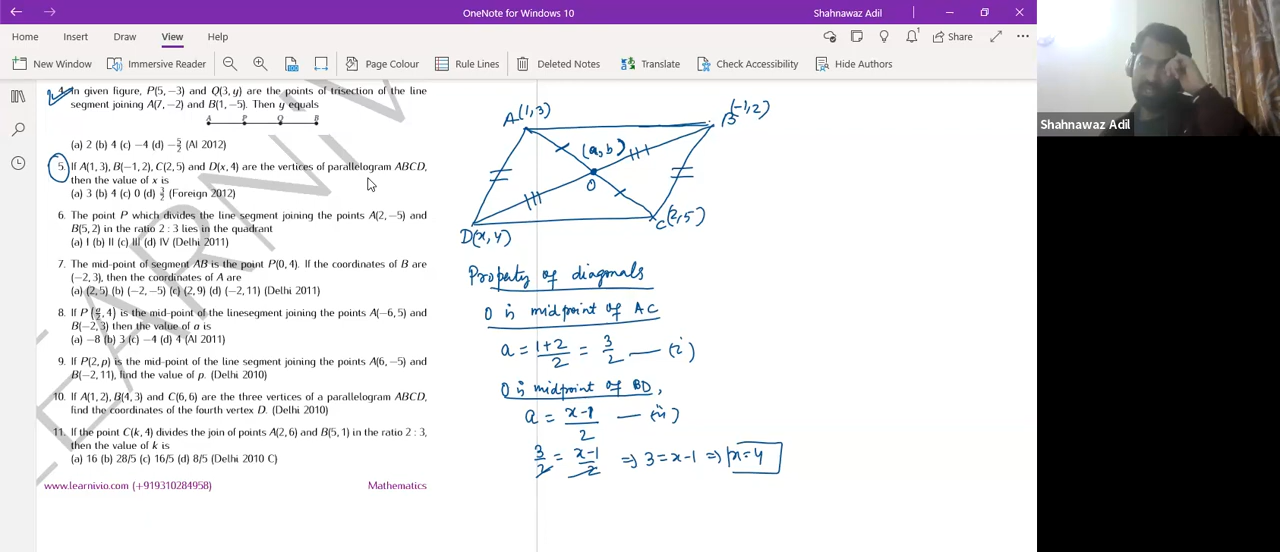 OneNote for Windows 10
Shahnawaz Adil
Home Insert Draw View Help
Share
New Window Immersive Reader Page Colour Rule Lines Deleted Notes Translate Check Accessibility Hide Authors
4. In given figure, P(5, −3) and Q(3, y) are the points of trisection of the line
segment joining A(7, −2) and B(1, −5). Then y equals
A P Q B
(a) 2 (b) 4 (c) −4 (d) −5/2 (AI 2012)
5. If A(1, 3), B(−1, 2), C(2, 5) and D(x, 4) are the vertices of parallelogram ABCD,
then the value of x is
(a) 3 (b) 4 (c) 0 (d) 3/2 (Foreign 2012)
6. The point P which divides the line segment joining the points A(2, −5) and
B(5, 2) in the ratio 2 : 3 lies in the quadrant
(a) I (b) II (c) III (d) IV (Delhi 2011)
7. The mid-point of segment AB is the point P(0, 4). If the coordinates of B are
(−2, 3), then the coordinates of A are
(a) (2, 5) (b) (−2, −5) (c) (2, 9) (d) (−2, 11) (Delhi 2011)
8. If P(a/2, 4) is the mid-point of the linesegment joining the points A(−6, 5) and
B(−2, 3) then the value of a is
(a) −8 (b) 3 (c) −4 (d) 4 (AI 2011)
9. If P(2, p) is the mid-point of the line segment joining the points A(6, −5) and
B(−2, 11), find the value of p. (Delhi 2010)
10. If A(1, 2), B(4, 3) and C(6, 6) are the three vertices of a parallelogram ABCD,
find the coordinates of the fourth vertex D. (Delhi 2010)
11. If the point C(k, 4) divides the join of points A(2, 6) and B(5, 1) in the ratio 2 : 3,
then the value of k is
(a) 16 (b) 28/5 (c) 16/5 (d) 8/5 (Delhi 2010 C)
www.learnivio.com (+919310284958) Mathematics
A(1,3)
B(-1,2)
(a,b)
O
D(x,4)
C(2,5)
Property of diagonals
O is midpoint of AC
a = 1+2/2 = 3/2 — (i)
O is midpoint of BD,
a = x-1/2 — (ii)
3/2 = x-1/2 ⇒ 3 = x-1 ⇒ x=4
Shahnawaz Adil